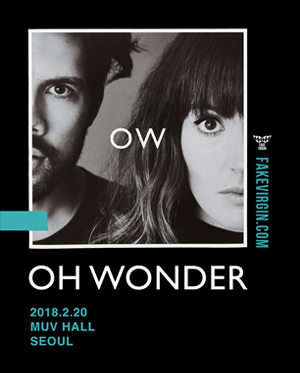 OW
FAKEVIRGIN.COM
OH WONDER
2018.2.20
MUV HALL
SEOUL